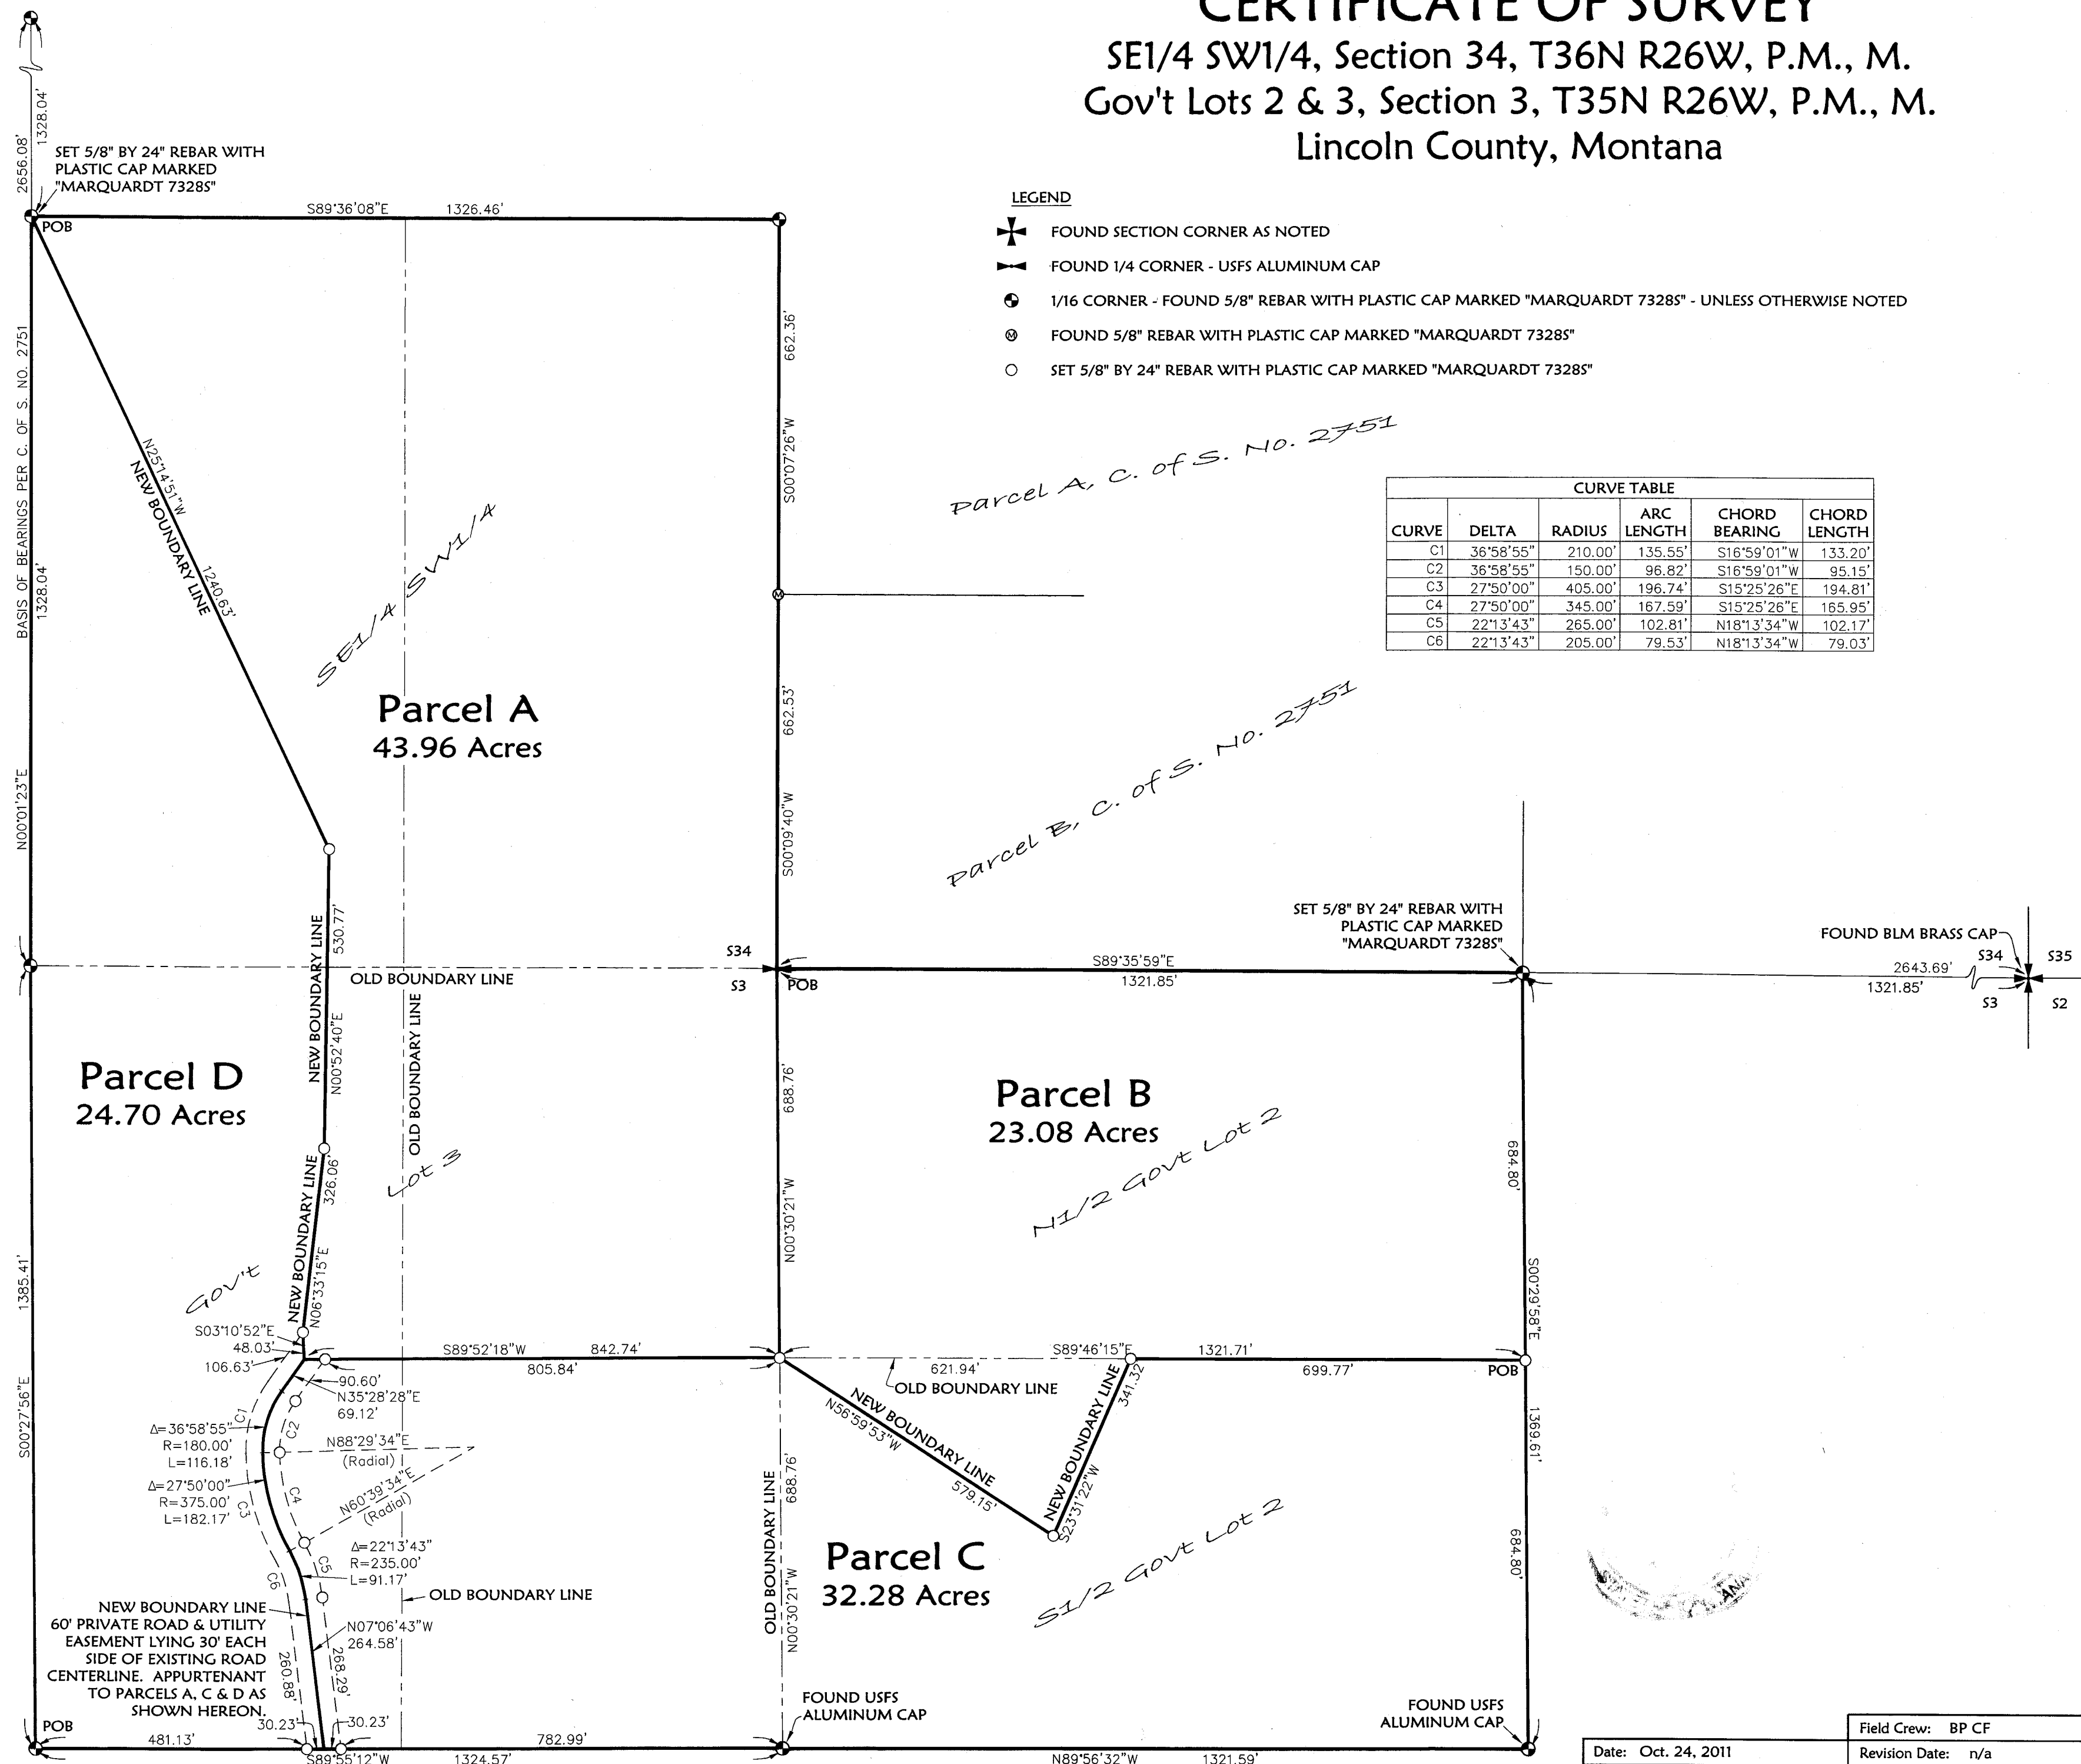 CERTIFICATE OF SURVEY
SE1/4 SW1/4, Section 34, T36N R26W, P.M., M.
Gov't Lots 2 & 3, Section 3, T35N R26W, P.M., M.
Lincoln County, Montana
LEGEND
FOUND SECTION CORNER AS NOTED
FOUND 1/4 CORNER - USFS ALUMINUM CAP
1/16 CORNER - FOUND 5/8" REBAR WITH PLASTIC CAP MARKED "MARQUARDT 7328S" - UNLESS OTHERWISE NOTED
M FOUND 5/8" REBAR WITH PLASTIC CAP MARKED "MARQUARDT 7328S"
SET 5/8" BY 24" REBAR WITH PLASTIC CAP MARKED "MARQUARDT 7328S"
2656.08'
1328.04'
SET 5/8" BY 24" REBAR WITH
PLASTIC CAP MARKED
"MARQUARDT 7328S"
POB
S89°36'08"E 1326.46'
BASIS OF BEARINGS PER C. OF S. NO. 2751
1328.04'
N00°01'23"E
N25°14'51"W
NEW BOUNDARY LINE
1240.63'
SE1/4 SW1/4
662.36'
S00°07'26"W
M
662.53'
S00°09'40"W
Parcel A, C. of S. No. 2751
Parcel B, C. of S. No. 2751
CURVE TABLE
CURVE DELTA RADIUS ARC LENGTH CHORD BEARING CHORD LENGTH
C1 36°58'55" 210.00' 135.55' S16°59'01"W 133.20'
C2 36°58'55" 150.00' 96.82' S16°59'01"W 95.15'
C3 27°50'00" 405.00' 196.74' S15°25'26"E 194.81'
C4 27°50'00" 345.00' 167.59' S15°25'26"E 165.95'
C5 22°13'43" 265.00' 102.81' N18°13'34"W 102.17'
C6 22°13'43" 205.00' 79.53' N18°13'34"W 79.03'
Parcel A
43.96 Acres
NEW BOUNDARY LINE
530.77'
N00°52'40"E
OLD BOUNDARY LINE
OLD BOUNDARY LINE
S34
S3
POB
S89°35'59"E
1321.85'
SET 5/8" BY 24" REBAR WITH
PLASTIC CAP MARKED
"MARQUARDT 7328S"
FOUND BLM BRASS CAP
2643.69'
1321.85'
S34
S35
S3
S2
Parcel D
24.70 Acres
Gov't
Lot 3
1385.41'
S00°27'56"E
NEW BOUNDARY LINE
326.06'
N06°33'15"E
688.76'
N00°30'21"W
Parcel B
23.08 Acres
N1/2 Govt Lot 2
684.80'
S00°29'58"E
1369.61'
684.80'
POB
S03°10'52"E
48.03'
106.63'
S89°52'18"W 842.74'
805.84'
S89°46'15"E 1321.71'
621.94'
699.77'
OLD BOUNDARY LINE
90.60'
N35°28'28"E
69.12'
C1
C2
Δ=36°58'55"
R=180.00'
L=116.18'
N88°29'34"E
(Radial)
Δ=27°50'00"
R=375.00'
L=182.17'
C3
C4
N60°39'34"E
(Radial)
Δ=22°13'43"
R=235.00'
L=91.17'
C5
C6
OLD BOUNDARY LINE
NEW BOUNDARY LINE
60' PRIVATE ROAD & UTILITY
EASEMENT LYING 30' EACH
SIDE OF EXISTING ROAD
CENTERLINE. APPURTENANT
TO PARCELS A, C & D AS
SHOWN HEREON.
N07°06'43"W
264.58'
260.88'
268.29'
30.23'
30.23'
POB
481.13'
S89°55'12"W 1324.57'
782.99'
NEW BOUNDARY LINE
N56°59'53"W
579.15'
NEW BOUNDARY LINE
341.32'
S23°31'22"W
OLD BOUNDARY LINE
688.76'
N00°30'21"W
Parcel C
32.28 Acres
S1/2 Govt Lot 2
FOUND USFS
ALUMINUM CAP
FOUND USFS
ALUMINUM CAP
N89°56'32"W 1321.59'
Field Crew: BP CF
Date: Oct. 24, 2011
Revision Date: n/a